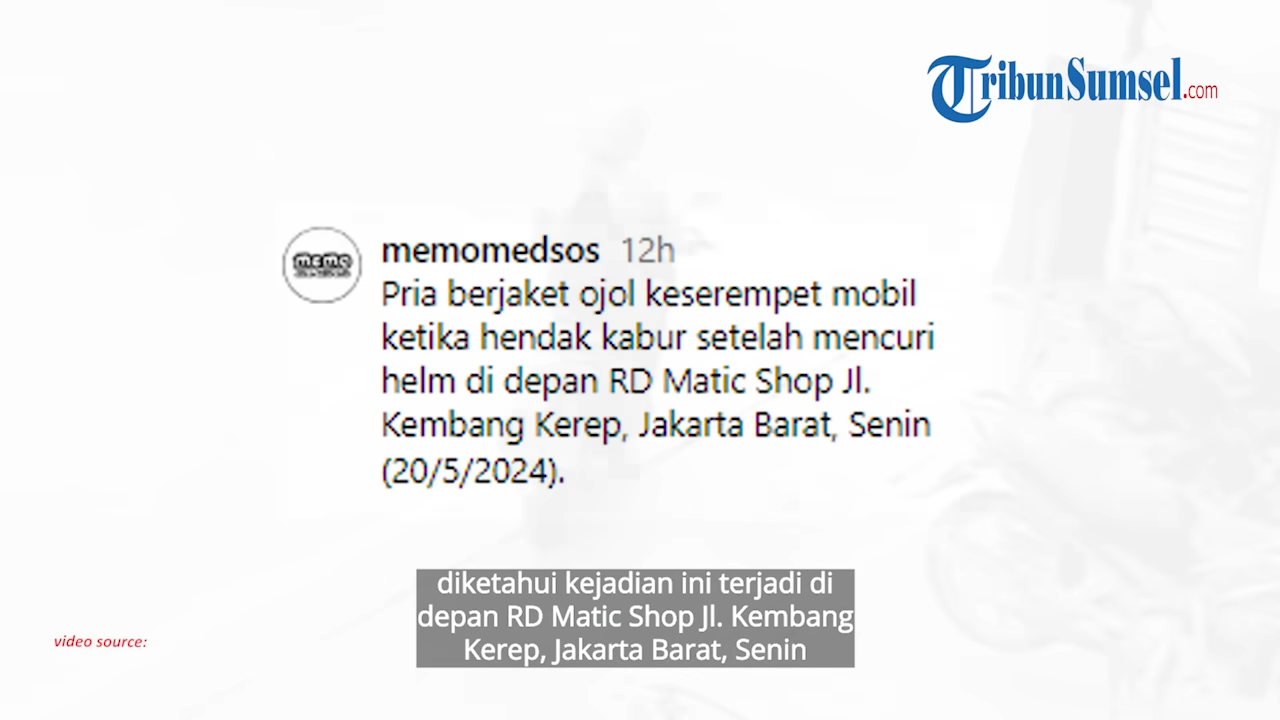 TribunSumsel.com
memomedsos 12h
Pria berjaket ojol keserempet mobil
ketika hendak kabur setelah mencuri
helm di depan RD Matic Shop Jl.
Kembang Kerep, Jakarta Barat, Senin
(20/5/2024).
diketahui kejadian ini terjadi di
depan RD Matic Shop Jl. Kembang
Kerep, Jakarta Barat, Senin
video source: